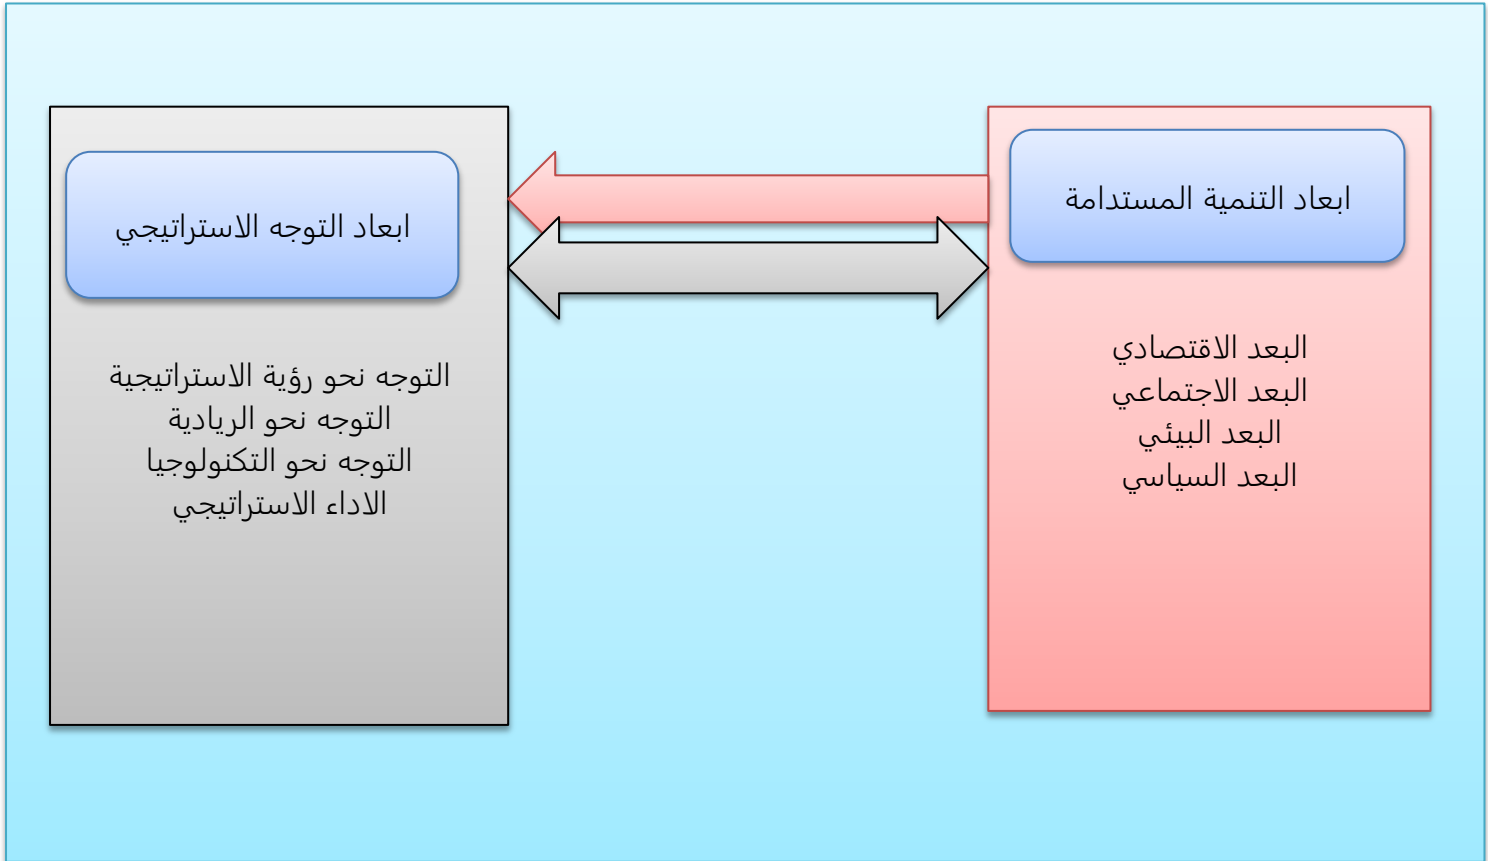 ابعاد التنمية المستدامة
البعد الاقتصادي
البعد الاجتماعي
البعد البيئي
البعد السياسي
ابعاد التوجه الاستراتيجي
التوجه نحو رؤية الاستراتيجية
التوجه نحو الريادية
التوجه نحو التكنولوجيا
الاداء الاستراتيجي